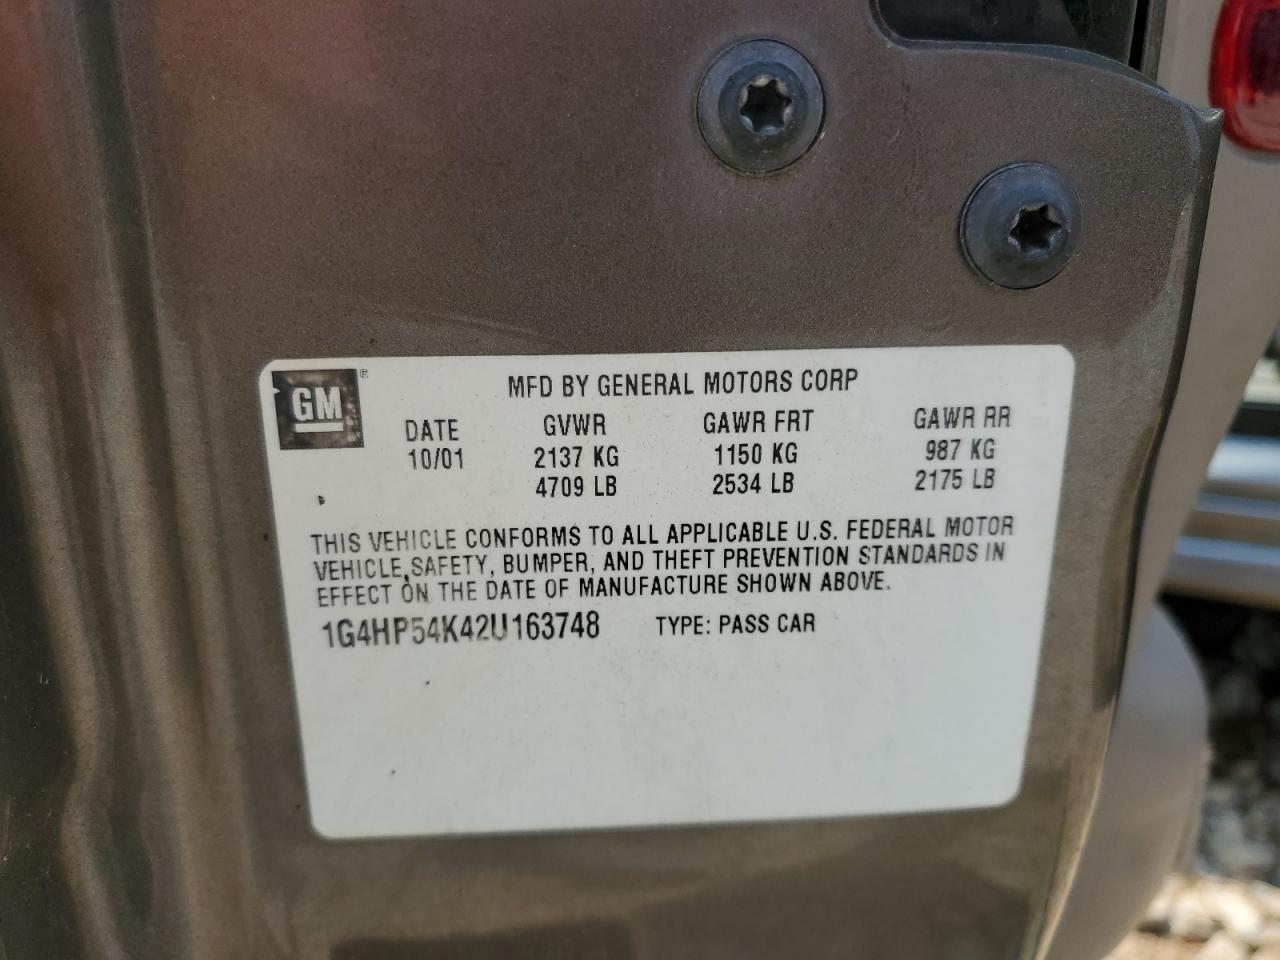 GM ®
MFD BY GENERAL MOTORS CORP
DATE GVWR GAWR FRT GAWR RR
10/01 2137 KG 1150 KG 987 KG
4709 LB 2534 LB 2175 LB
THIS VEHICLE CONFORMS TO ALL APPLICABLE U.S. FEDERAL MOTOR
VEHICLE, SAFETY, BUMPER, AND THEFT PREVENTION STANDARDS IN
EFFECT ON THE DATE OF MANUFACTURE SHOWN ABOVE.
1G4HP54K42U163748 TYPE: PASS CAR